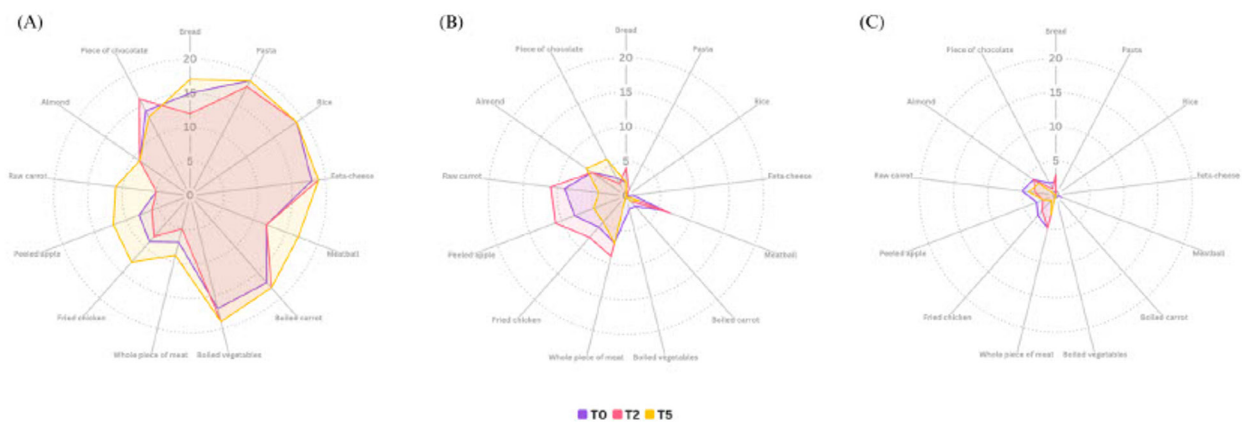 (A)
Bread
Piece of chocolate
Pasta
Almond
Rice
Raw carrot
Feta cheese
Peeled apple
Meatball
Fried chicken
Boiled carrot
Whole piece of meat
Boiled vegetables
20
15
10
5
0
(B)
Bread
Piece of chocolate
Pasta
Almond
Rice
Raw carrot
Feta cheese
Peeled apple
Meatball
Fried chicken
Boiled carrot
Whole piece of meat
Boiled vegetables
20
15
10
5
0
(C)
Bread
Piece of chocolate
Pasta
Almond
Rice
Raw carrot
Feta cheese
Peeled apple
Meatball
Fried chicken
Boiled carrot
Whole piece of meat
Boiled vegetables
20
15
10
5
T0 T2 T5